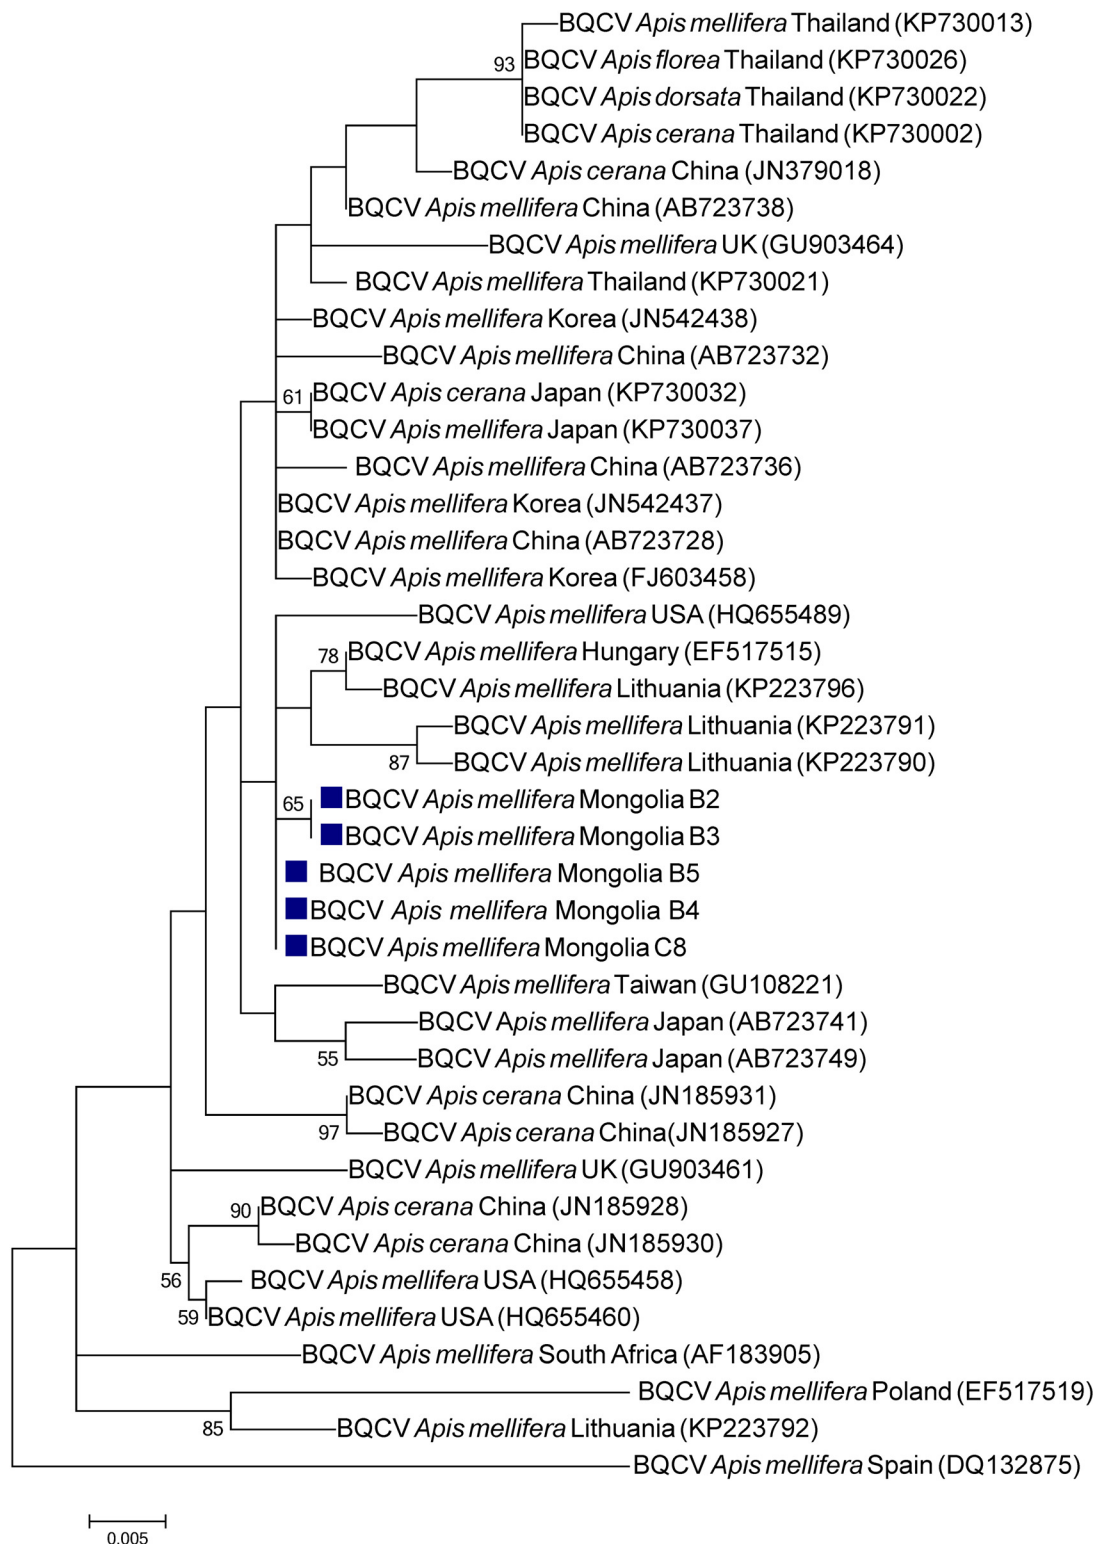 BQCV Apis mellifera Thailand (KP730013)
93
BQCV Apis florea Thailand (KP730026)
BQCV Apis dorsata Thailand (KP730022)
BQCV Apis cerana Thailand (KP730002)
BQCV Apis cerana China (JN379018)
BQCV Apis mellifera China (AB723738)
BQCV Apis mellifera UK (GU903464)
BQCV Apis mellifera Thailand (KP730021)
BQCV Apis mellifera Korea (JN542438)
BQCV Apis mellifera China (AB723732)
61
BQCV Apis cerana Japan (KP730032)
BQCV Apis mellifera Japan (KP730037)
BQCV Apis mellifera China (AB723736)
BQCV Apis mellifera Korea (JN542437)
BQCV Apis mellifera China (AB723728)
BQCV Apis mellifera Korea (FJ603458)
BQCV Apis mellifera USA (HQ655489)
78
BQCV Apis mellifera Hungary (EF517515)
BQCV Apis mellifera Lithuania (KP223796)
BQCV Apis mellifera Lithuania (KP223791)
87
BQCV Apis mellifera Lithuania (KP223790)
65
BQCV Apis mellifera Mongolia B2
BQCV Apis mellifera Mongolia B3
BQCV Apis mellifera Mongolia B5
BQCV Apis mellifera Mongolia B4
BQCV Apis mellifera Mongolia C8
BQCV Apis mellifera Taiwan (GU108221)
BQCV Apis mellifera Japan (AB723741)
55
BQCV Apis mellifera Japan (AB723749)
BQCV Apis cerana China (JN185931)
97
BQCV Apis cerana China(JN185927)
BQCV Apis mellifera UK (GU903461)
90
BQCV Apis cerana China (JN185928)
BQCV Apis cerana China (JN185930)
56
BQCV Apis mellifera USA (HQ655458)
59
BQCV Apis mellifera USA (HQ655460)
BQCV Apis mellifera South Africa (AF183905)
BQCV Apis mellifera Poland (EF517519)
85
BQCV Apis mellifera Lithuania (KP223792)
BQCV Apis mellifera Spain (DQ132875)
0.005